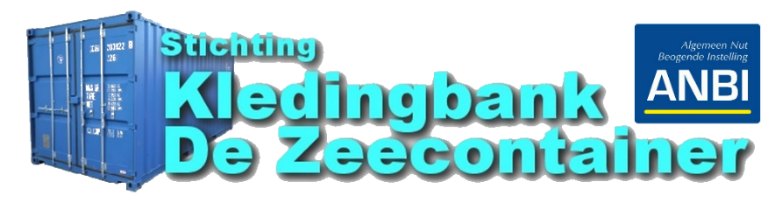 Stichting
Kledingbank
De Zeecontainer
Algemeen Nut
Beogende Instelling
ANBI